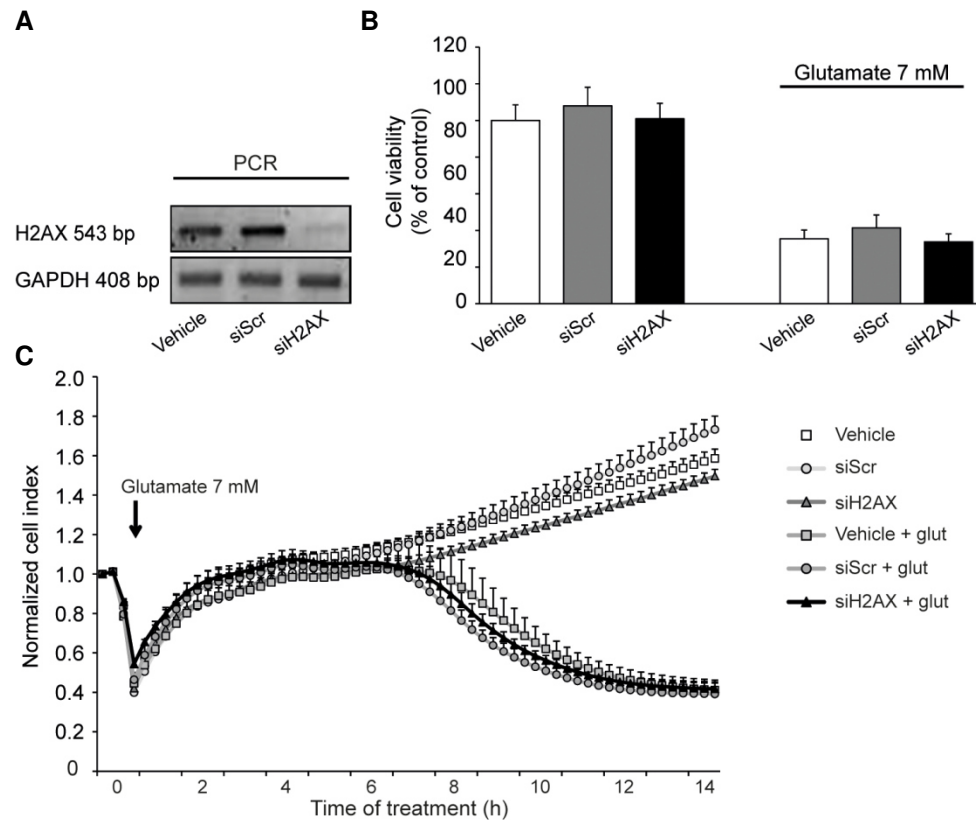 A
PCR
H2AX 543 bp
GAPDH 408 bp
Vehicle
siScr
siH2AX
B
Cell viability
(% of control)
120
100
80
60
40
20
0
Glutamate 7 mM
Vehicle
siScr
siH2AX
Vehicle
siScr
siH2AX
C
Normalized cell index
2.0
1.8
1.6
1.4
1.2
1.0
0.8
0.6
0.4
0.2
0
Glutamate 7 mM
0
2
4
6
8
10
12
14
Time of treatment (h)
Vehicle
siScr
siH2AX
Vehicle + glut
siScr + glut
siH2AX + glut